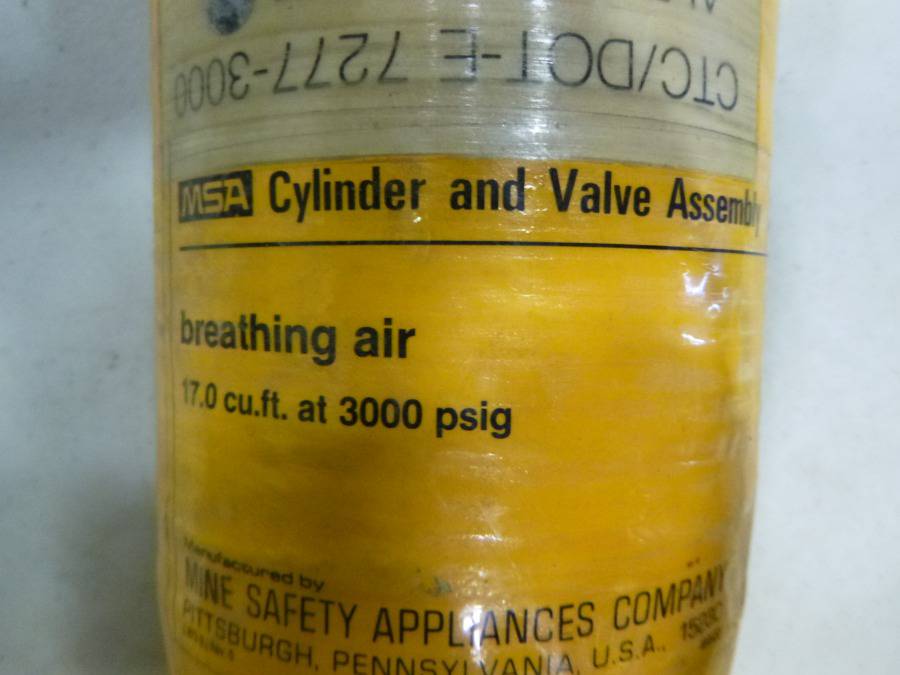 CTC/DOT-E 7277-3000
MSA Cylinder and Valve Assembly
breathing air
17.0 cu.ft. at 3000 psig
Manufactured by
MINE SAFETY APPLIANCES COMPANY
PITTSBURGH, PENNSYLVANIA, U.S.A.,